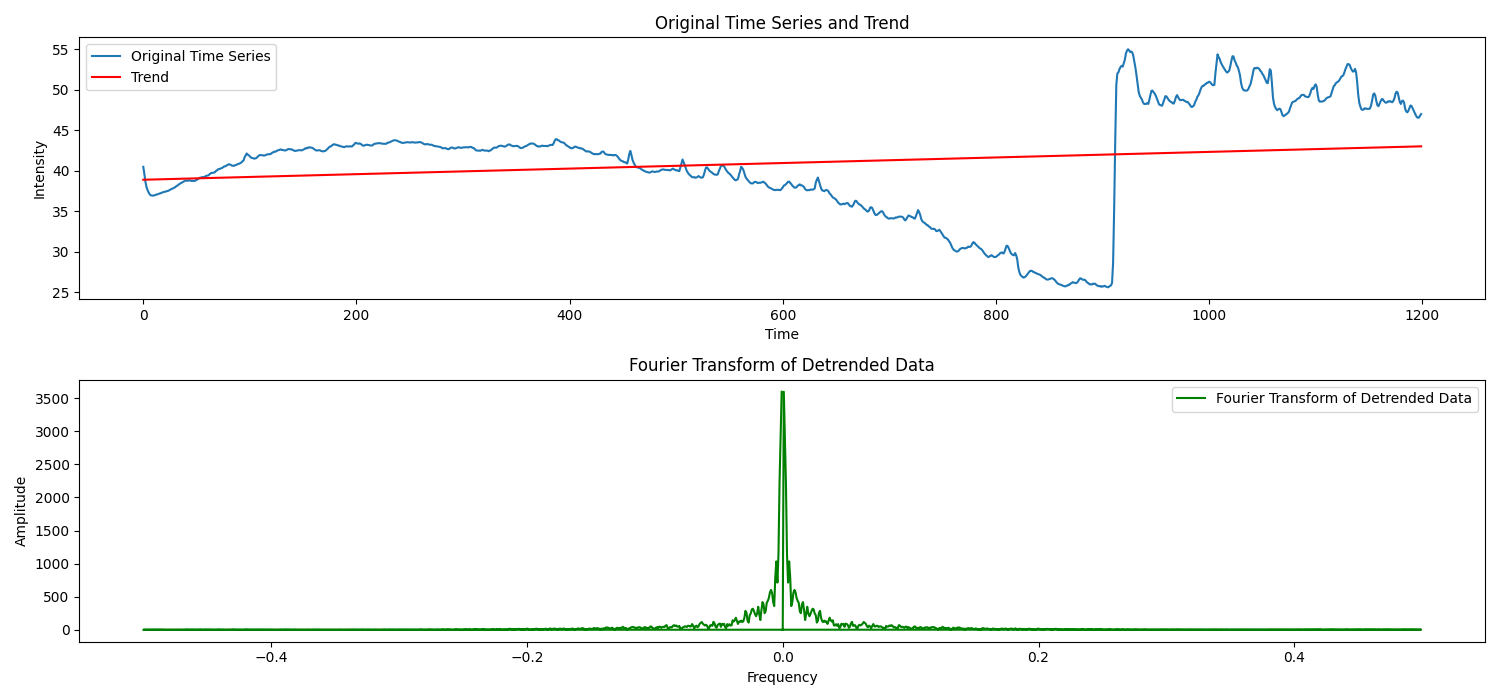 Original Time Series and Trend
Original Time Series
Trend
Intensity
55
50
45
40
35
30
25
0 200 400 600 800 1000 1200
Time
Fourier Transform of Detrended Data
Fourier Transform of Detrended Data
Amplitude
3500
3000
2500
2000
1500
1000
500
0
−0.4 −0.2 0.0 0.2 0.4
Frequency